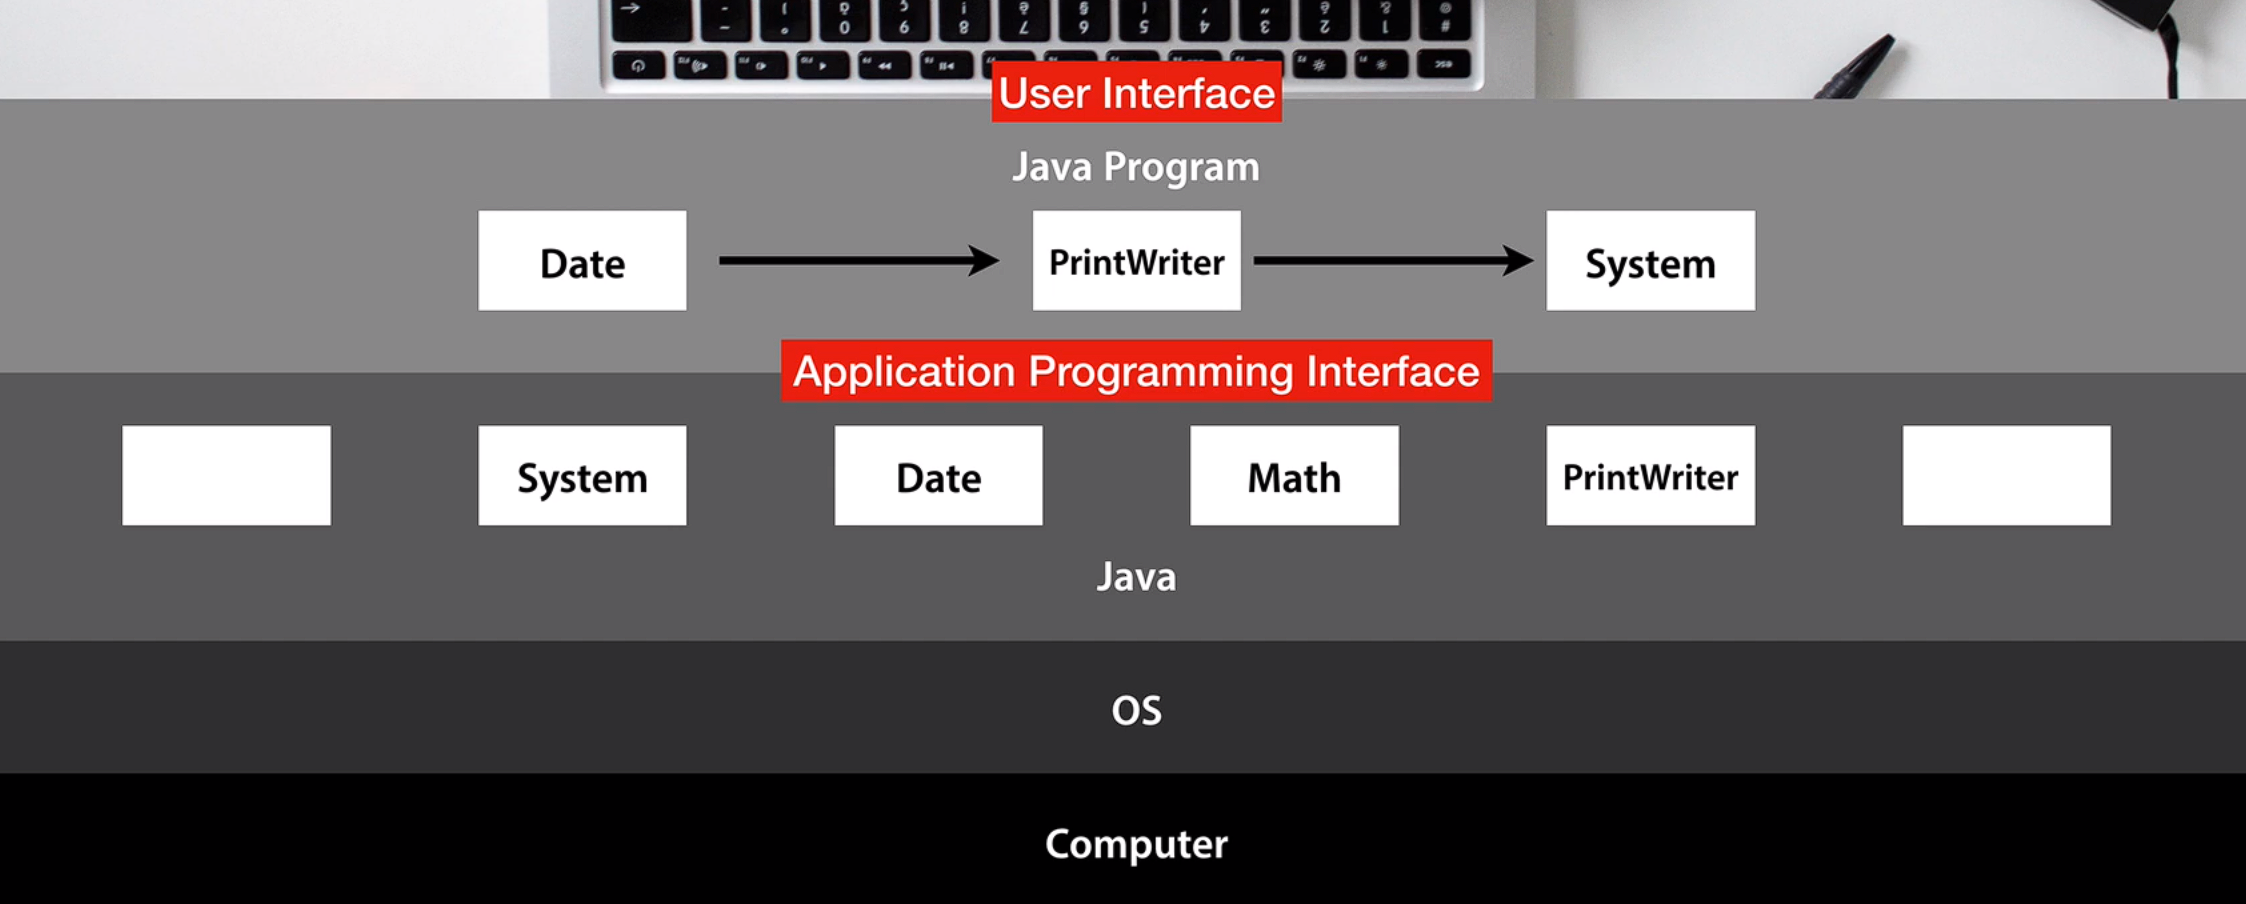 User Interface
Java Program
Date
PrintWriter
System
Application Programming Interface
System
Date
Math
PrintWriter
Java
OS
Computer